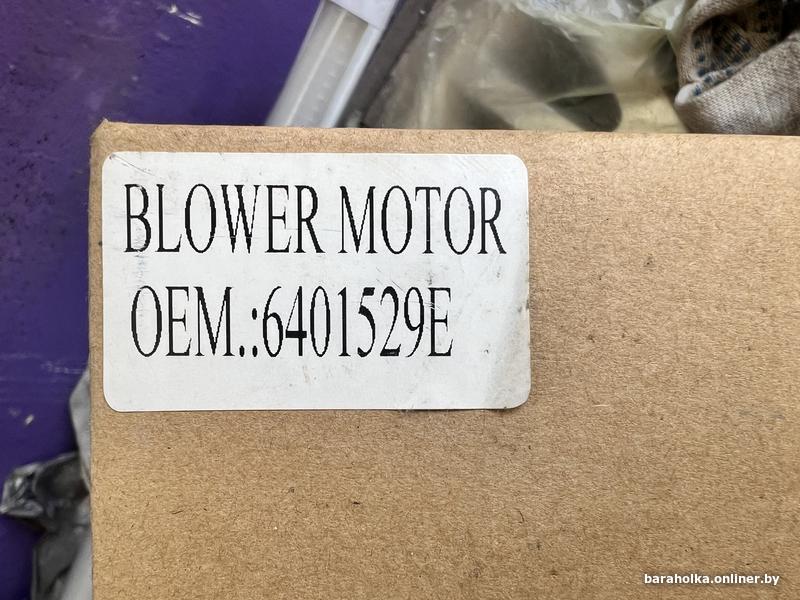 BLOWER MOTOR
OEM.:6401529E
baraholka.onliner.by